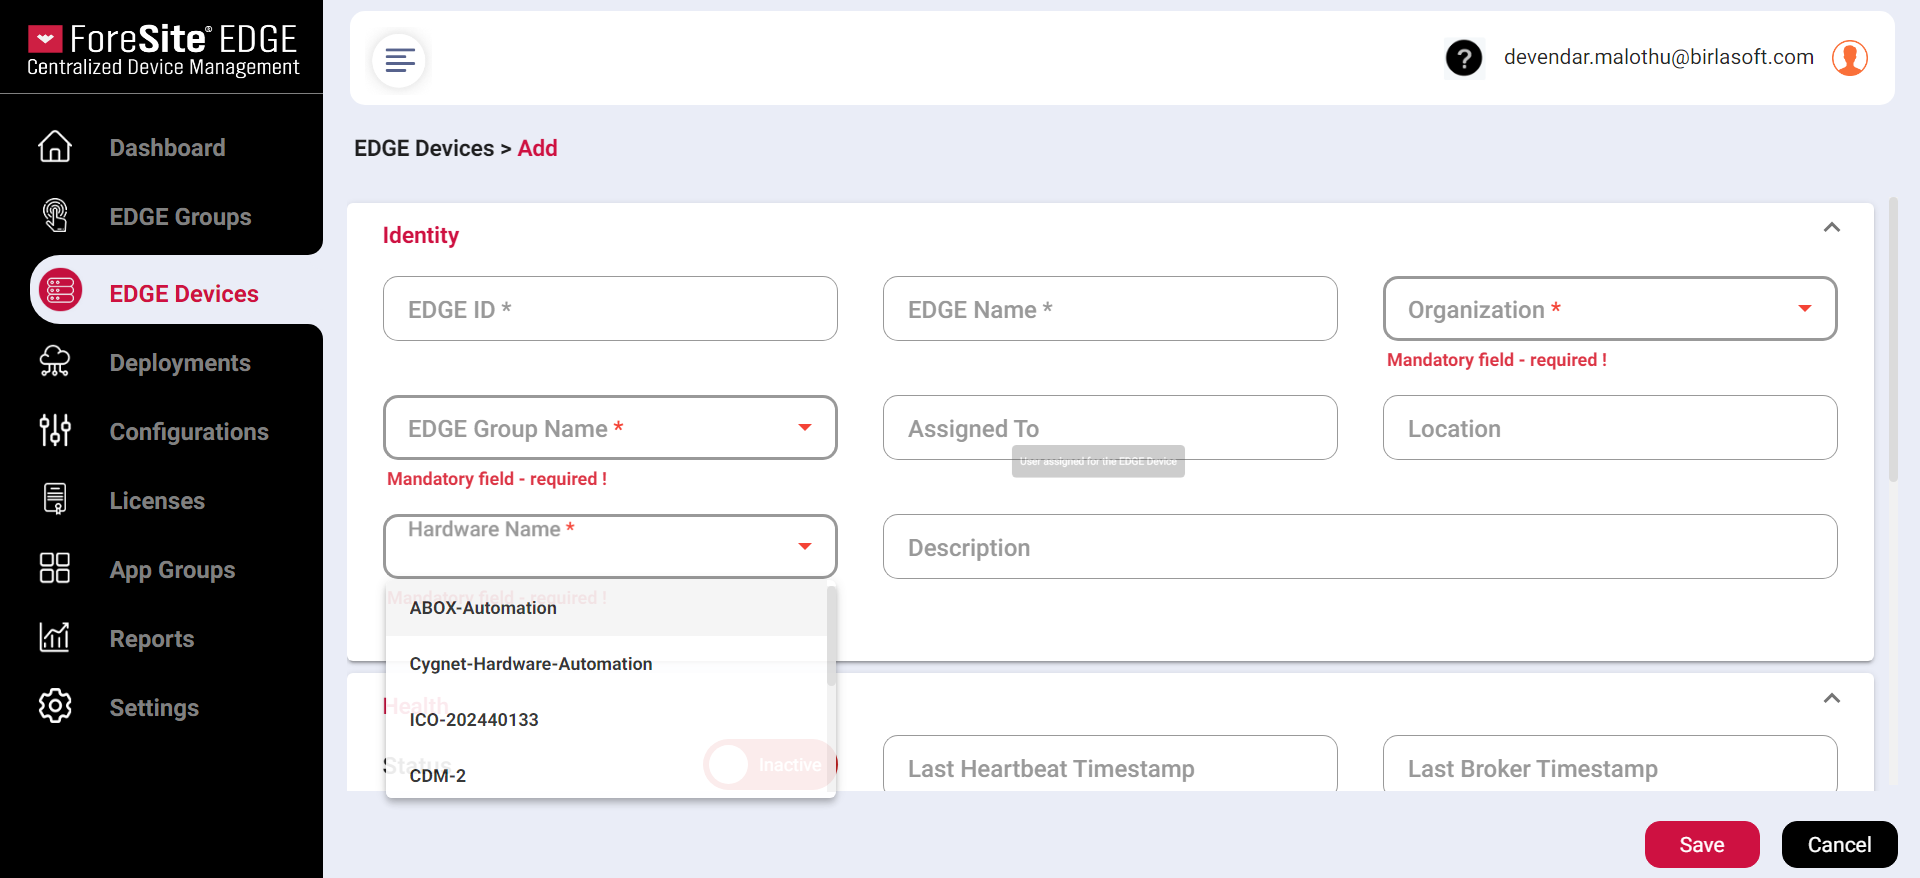 ForeSite® EDGE
Centralized Device Management
?
devendar.malothu@birlasoft.com
Dashboard
EDGE Groups
EDGE Devices
Deployments
Configurations
Licenses
App Groups
Reports
Settings
EDGE Devices > Add
Identity
EDGE ID *
EDGE Name *
Organization *
Mandatory field - required !
EDGE Group Name *
Assigned To
Location
User assigned for the EDGE Device
Mandatory field - required !
Hardware Name *
Description
Mandatory field - required !
ABOX-Automation
Cygnet-Hardware-Automation
ICO-202440133
CDM-2
Health
Status
Inactive
Last Heartbeat Timestamp
Last Broker Timestamp
Save
Cancel